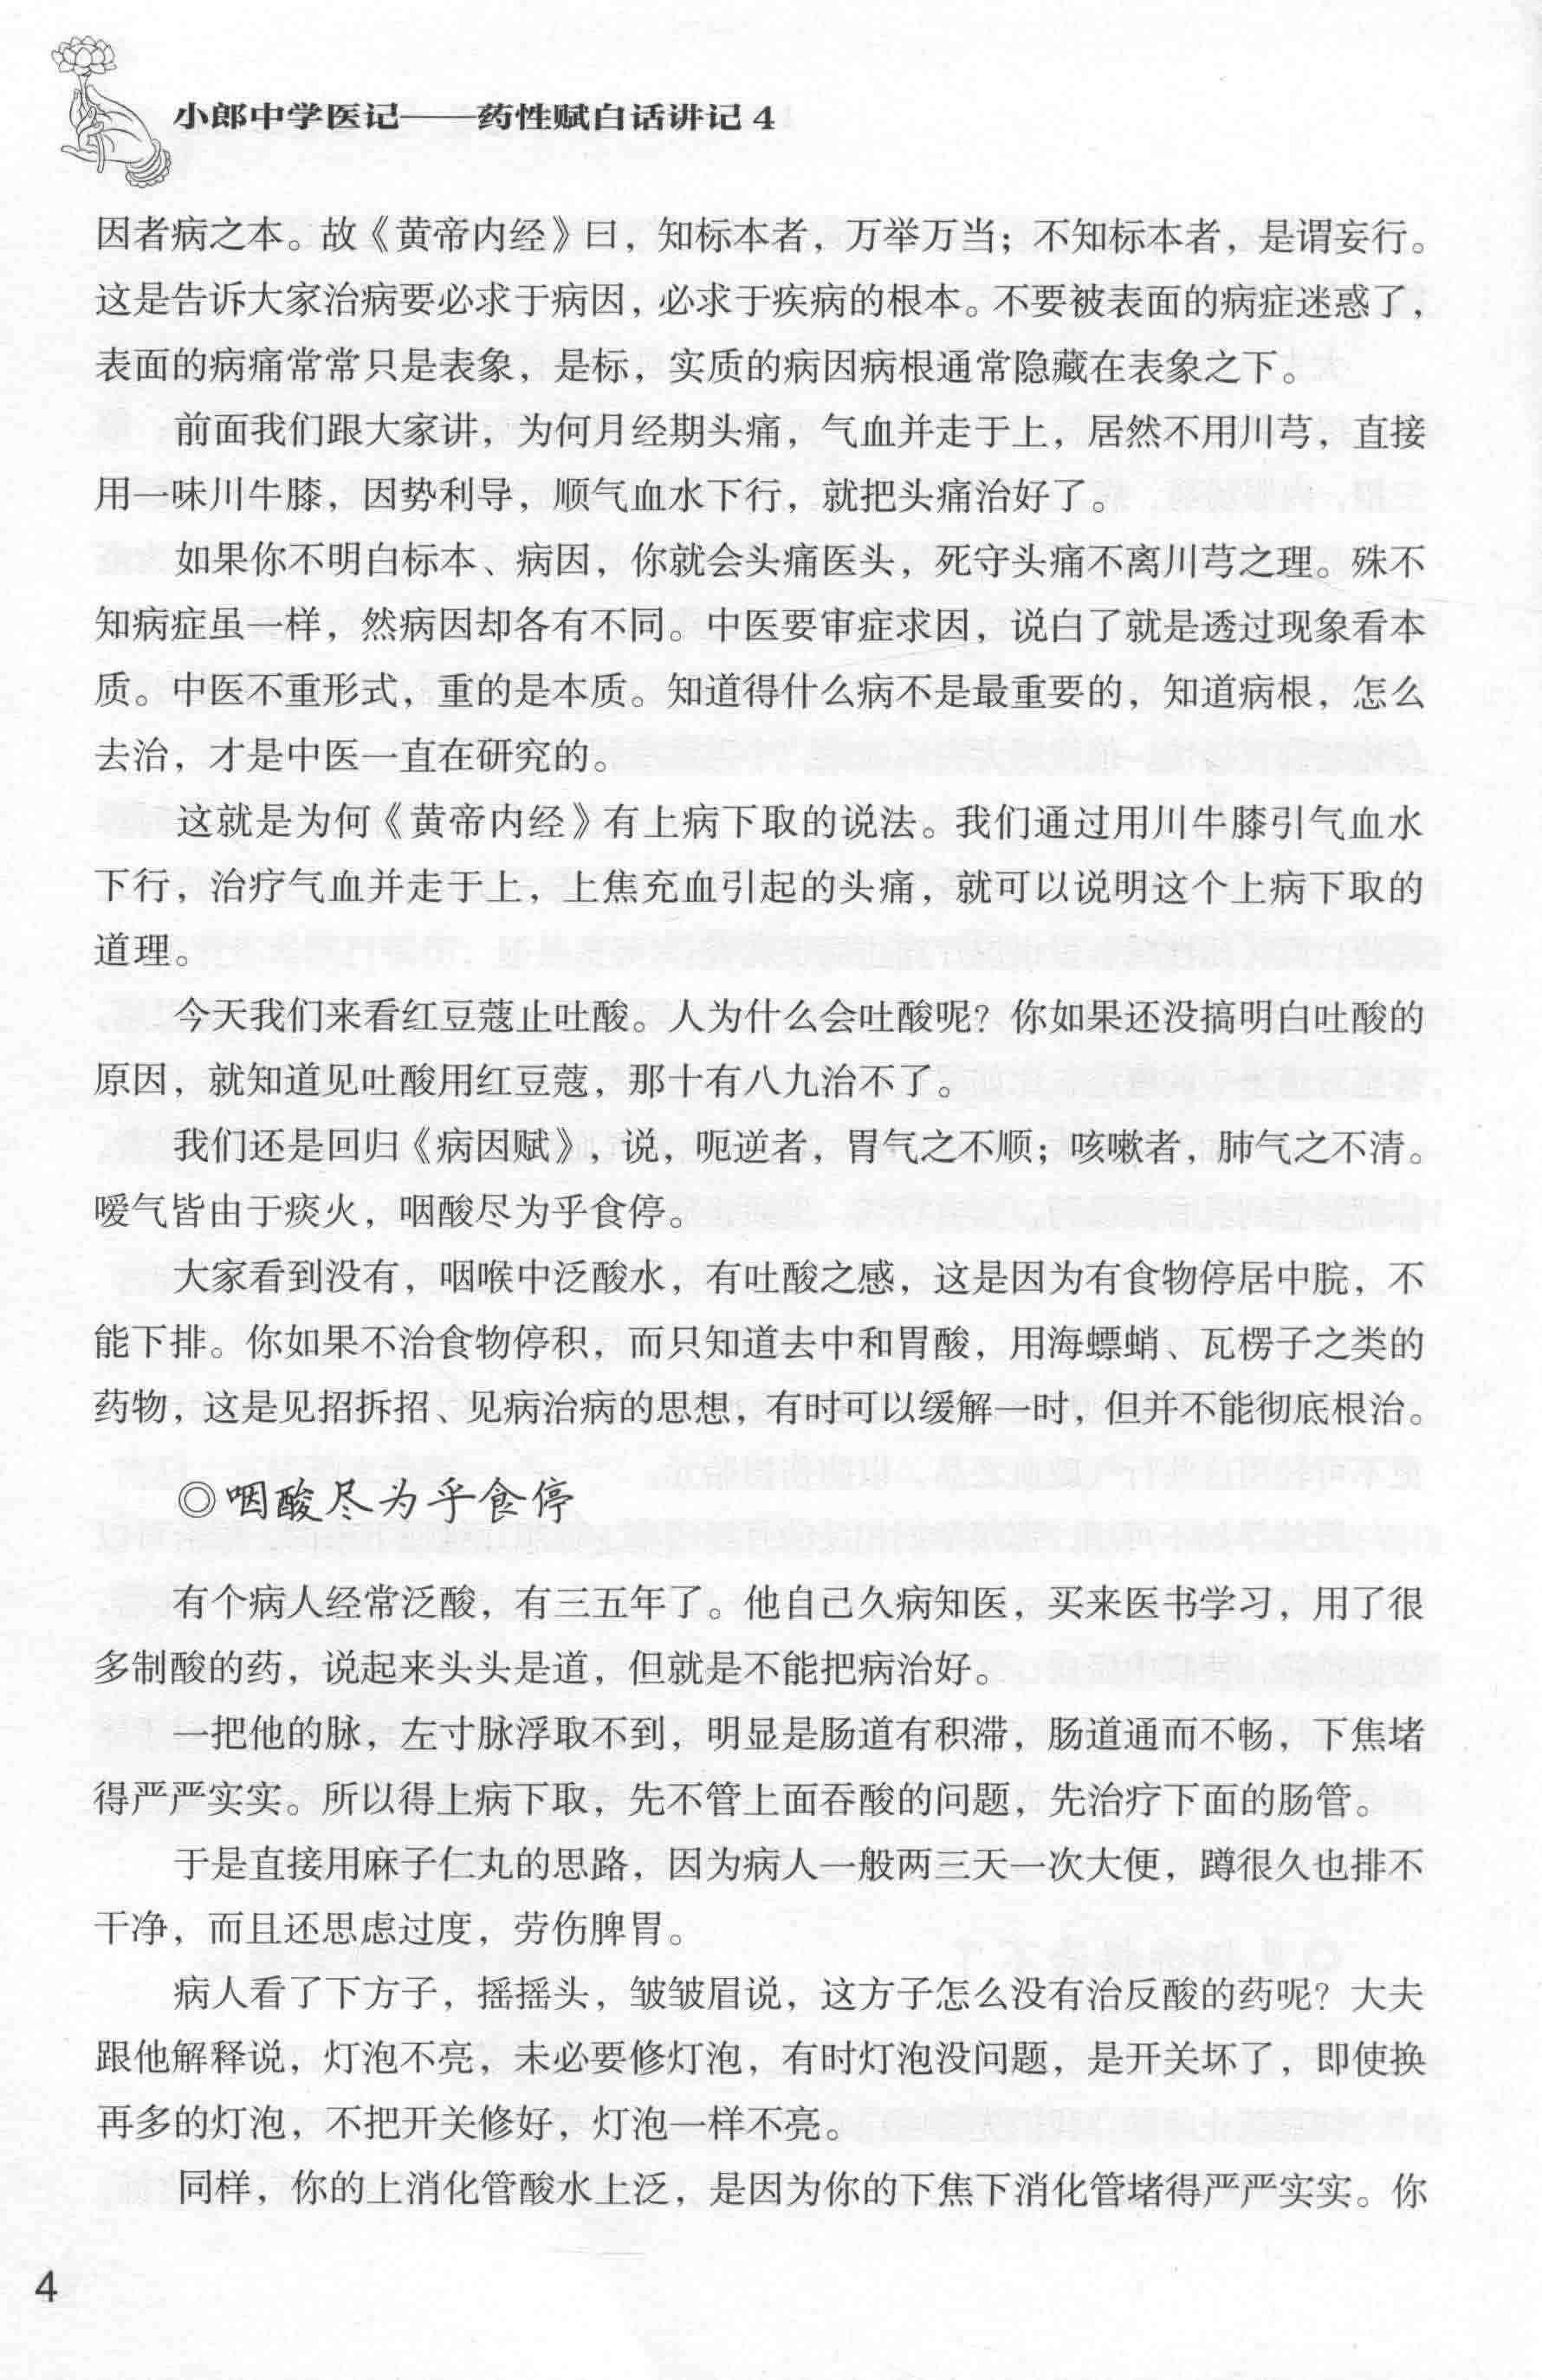 小郎中学医记——药性赋白话讲记 4
因者病之本。故《黄帝内经》曰，知标本者，万举万当；不知标本者，是谓妄行。
这是告诉大家治病要必求于病因，必求于疾病的根本。不要被表面的病症迷惑了，
表面的病痛常常只是表象，是标，实质的病因病根通常隐藏在表象之下。
前面我们跟大家讲，为何月经期头痛，气血并走于上，居然不用川芎，直接
用一味川牛膝，因势利导，顺气血水下行，就把头痛治好了。
如果你不明白标本、病因，你就会头痛医头，死守头痛不离川芎之理。殊不
知病症虽一样，然病因却各有不同。中医要审症求因，说白了就是透过现象看本
质。中医不重形式，重的是本质。知道得什么病不是最重要的，知道病根，怎么
去治，才是中医一直在研究的。
这就是为何《黄帝内经》有上病下取的说法。我们通过用川牛膝引气血水
下行，治疗气血并走于上，上焦充血引起的头痛，就可以说明这个上病下取的
道理。
今天我们来看红豆蔻止吐酸。人为什么会吐酸呢？你如果还没搞明白吐酸的
原因，就知道见吐酸用红豆蔻，那十有八九治不了。
我们还是回归《病因赋》，说，呃逆者，胃气之不顺；咳嗽者，肺气之不清。
嗳气皆由于痰火，咽酸尽为乎食停。
大家看到没有，咽喉中泛酸水，有吐酸之感，这是因为有食物停居中脘，不
能下排。你如果不治食物停积，而只知道去中和胃酸，用海螵蛸、瓦楞子之类的
药物，这是见招拆招、见病治病的思想，有时可以缓解一时，但并不能彻底根治。
◎咽酸尽为乎食停
有个病人经常泛酸，有三五年了。他自己久病知医，买来医书学习，用了很
多制酸的药，说起来头头是道，但就是不能把病治好。
一把他的脉，左寸脉浮取不到，明显是肠道有积滞，肠道通而不畅，下焦堵
得严严实实。所以得上病下取，先不管上面吞酸的问题，先治疗下面的肠管。
于是直接用麻子仁丸的思路，因为病人一般两三天一次大便，蹲很久也排不
干净，而且还思虑过度，劳伤脾胃。
病人看了下方子，摇摇头，皱皱眉说，这方子怎么没有治反酸的药呢？大夫
跟他解释说，灯泡不亮，未必要修灯泡，有时灯泡没问题，是开关坏了，即使换
再多的灯泡，不把开关修好，灯泡一样不亮。
同样，你的上消化管酸水上泛，是因为你的下焦下消化管堵得严严实实。你
4